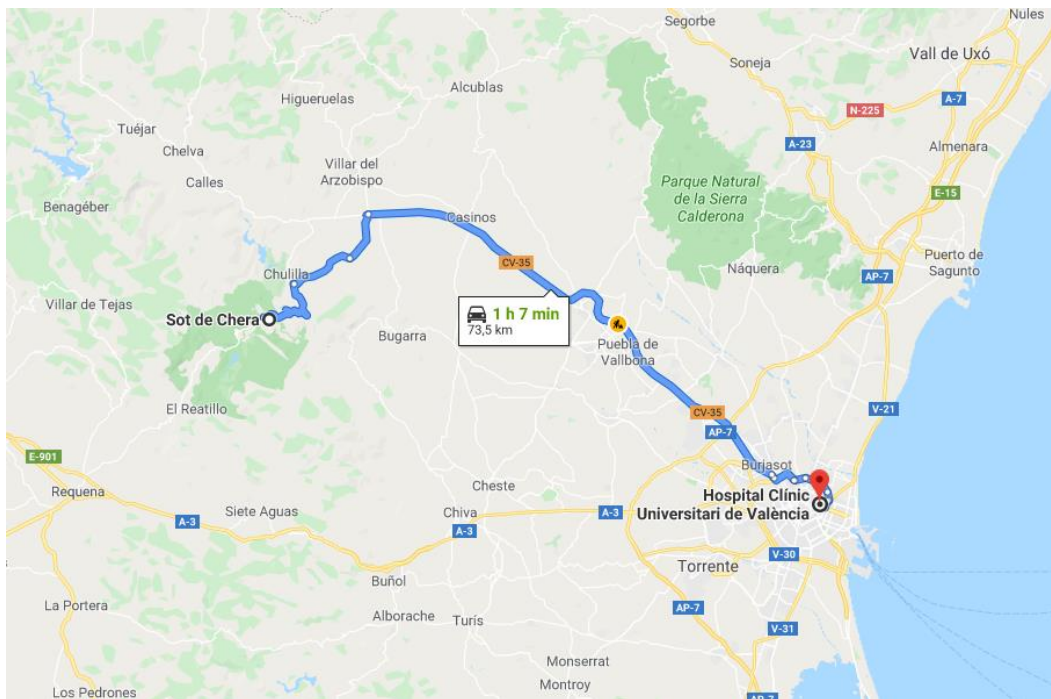 Nules
Segorbe
Soneja
Vall de Uxó
Alcublas
Higueruelas
A-7
N-225
Tuéjar
A-23
Almenara
Chelva
Villar del
Arzobispo
Calles
Parque Natural
de la Sierra
Calderona
E-15
Benagéber
Casinos
Puerto de
Sagunto
CV-35
Náquera
AP-7
Chulilla
Villar de Tejas
1 h 7 min
73,5 km
Sot de Chera
Bugarra
Puebla de
Vallbona
El Reatillo
CV-35
V-21
AP-7
E-901
Burjasot
Requena
Cheste
Hospital Clínic
Universitari de València
Siete Aguas
Chiva
A-3
A-3
A-3
V-30
Torrente
Buñol
La Portera
Alborache
Turís
AP-7
V-31
Monserrat
Montroy
Los Pedrones
AP-7